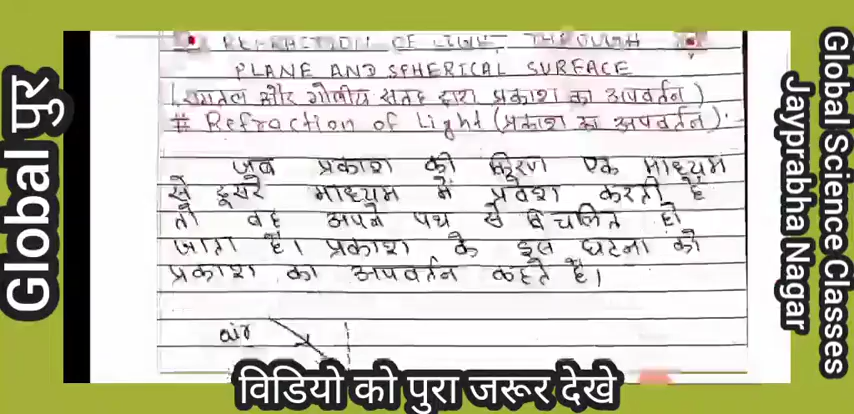 Global पुर
REFRACTION OF LIGHT THROUGH
PLANE AND SPHERICAL SURFACE
(समतल और गोलीय सतह द्वारा प्रकाश का अपवर्तन)
# Refraction of Light (प्रकाश का अपवर्तन).
जब प्रकाश की किरण एक माध्यम
से दूसरे माध्यम में प्रवेश करती है
तो वह अपने पथ से विचलित हो
जाता है। प्रकाश के इस घटना को
प्रकाश का अपवर्तन कहते है।
air
विडियो को पुरा जरूर देखे
Global Science Classes
Jayprabha Nagar